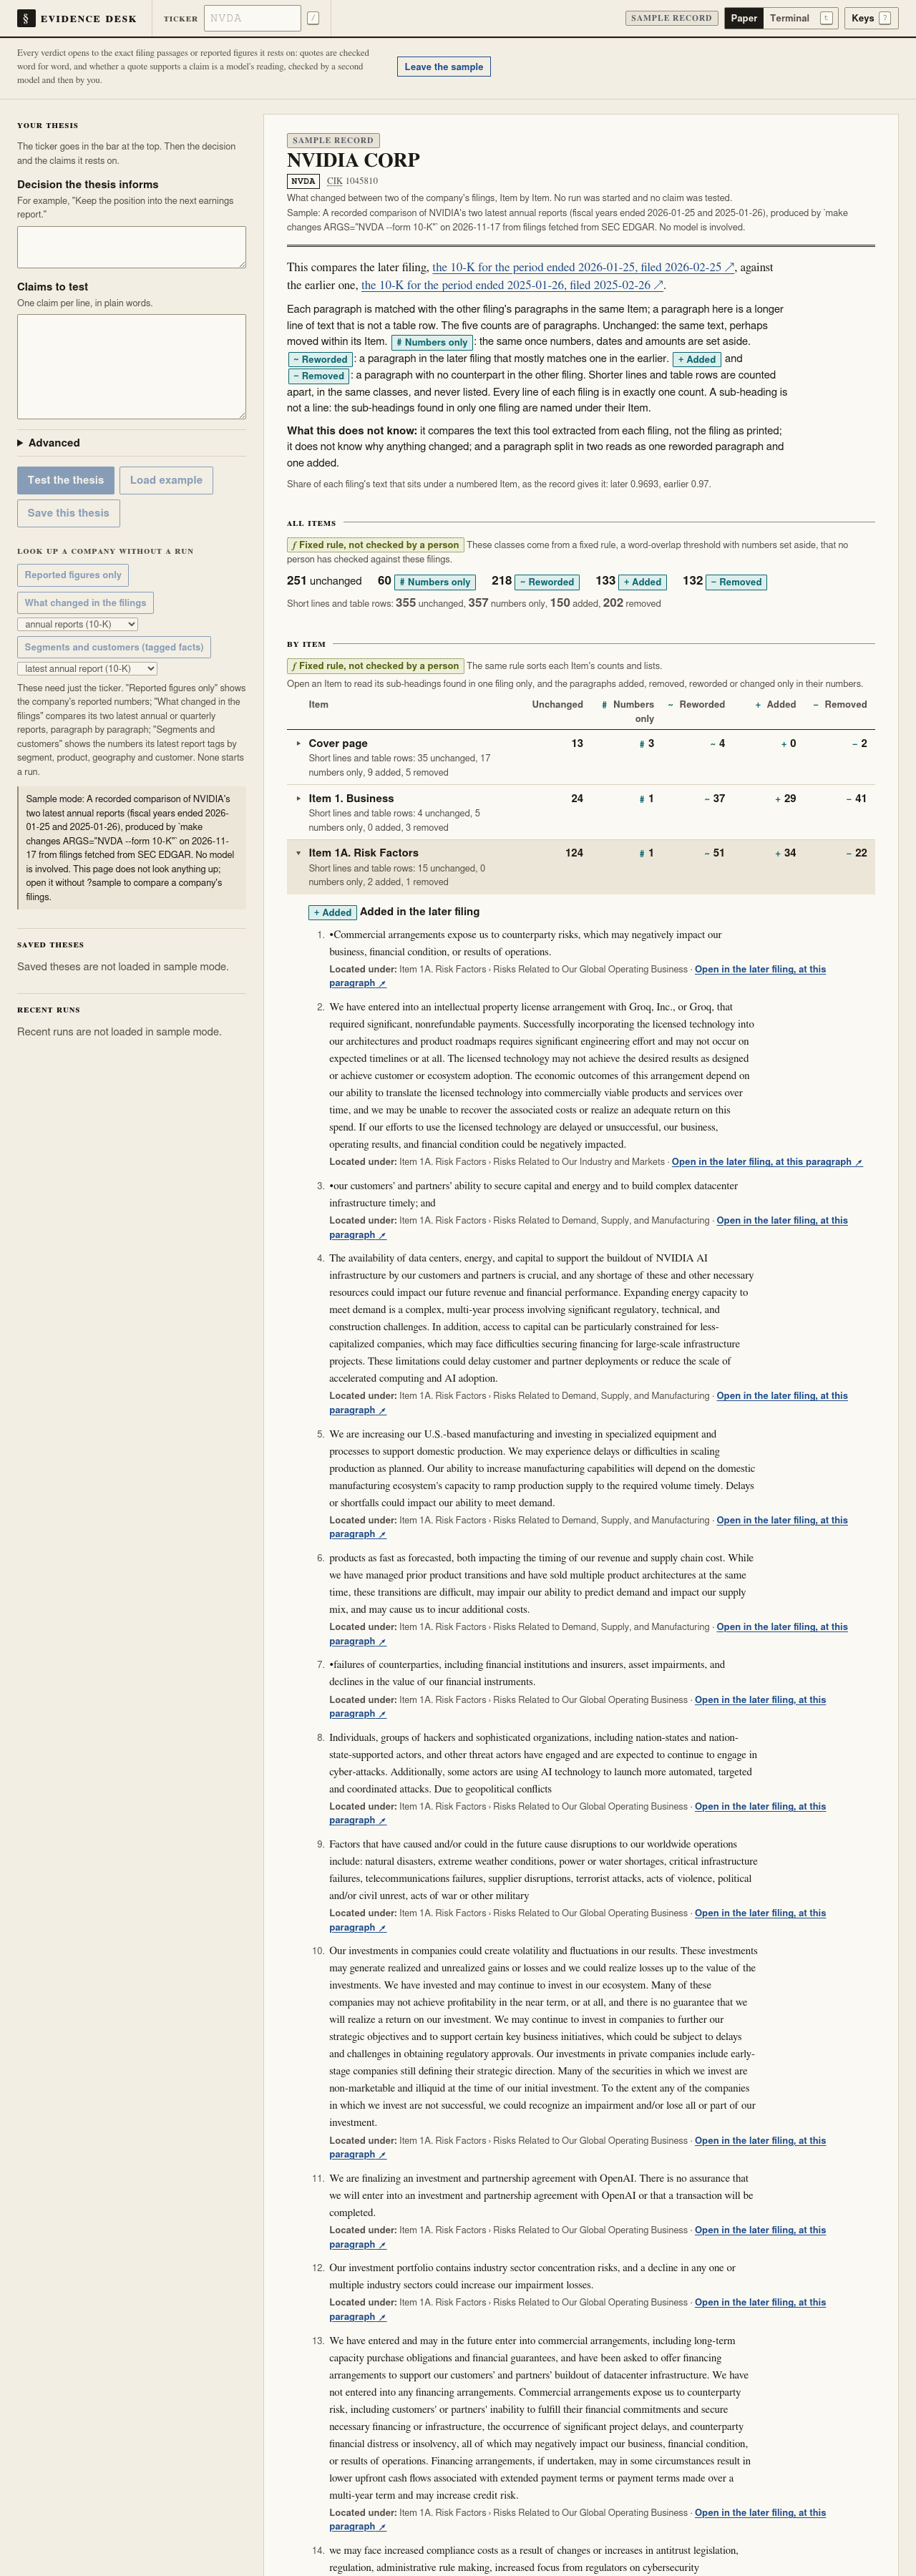 § EVIDENCE DESK TICKER NVDA / SAMPLE RECORD Paper Terminal t Keys ?
Every verdict opens to the exact filing passages or reported figures it rests on: quotes are checked
word for word, and whether a quote supports a claim is a model's reading, checked by a second
model and then by you.
Leave the sample
YOUR THESIS
The ticker goes in the bar at the top. Then the decision
and the claims it rests on.
Decision the thesis informs
For example, "Keep the position into the next earnings
report."
Claims to test
One claim per line, in plain words.
Advanced
Test the thesis Load example
Save this thesis
LOOK UP A COMPANY WITHOUT A RUN
Reported figures only
What changed in the filings
annual reports (10-K)
Segments and customers (tagged facts)
latest annual report (10-K)
These need just the ticker. "Reported figures only" shows
the company's reported numbers; "What changed in the
filings" compares its two latest annual or quarterly
reports, paragraph by paragraph; "Segments and
customers" shows the numbers its latest report tags by
segment, product, geography and customer. None starts
a run.
Sample mode: A recorded comparison of NVIDIA's
two latest annual reports (fiscal years ended 2026-
01-25 and 2025-01-26), produced by `make
changes ARGS="NVDA --form 10-K"` on 2026-11-
17 from filings fetched from SEC EDGAR. No model
is involved. This page does not look anything up;
open it without ?sample to compare a company's
filings.
SAVED THESES
Saved theses are not loaded in sample mode.
RECENT RUNS
Recent runs are not loaded in sample mode.
SAMPLE RECORD
NVIDIA CORP
NVDA CIK 1045810
What changed between two of the company's filings, Item by Item. No run was started and no claim was tested.
Sample: A recorded comparison of NVIDIA's two latest annual reports (fiscal years ended 2026-01-25 and 2025-01-26), produced by `make
changes ARGS="NVDA --form 10-K"` on 2026-11-17 from filings fetched from SEC EDGAR. No model is involved.
This compares the later filing, the 10-K for the period ended 2026-01-25, filed 2026-02-25 ↗, against
the earlier one, the 10-K for the period ended 2025-01-26, filed 2025-02-26 ↗.
Each paragraph is matched with the other filing's paragraphs in the same Item; a paragraph here is a longer
line of text that is not a table row. The five counts are of paragraphs. Unchanged: the same text, perhaps
moved within its Item. # Numbers only : the same once numbers, dates and amounts are set aside.
~ Reworded : a paragraph in the later filing that mostly matches one in the earlier. + Added and
− Removed : a paragraph with no counterpart in the other filing. Shorter lines and table rows are counted
apart, in the same classes, and never listed. Every line of each filing is in exactly one count. A sub-heading is
not a line: the sub-headings found in only one filing are named under their Item.
What this does not know: it compares the text this tool extracted from each filing, not the filing as printed;
it does not know why anything changed; and a paragraph split in two reads as one reworded paragraph and
one added.
Share of each filing's text that sits under a numbered Item, as the record gives it: later 0.9693, earlier 0.97.
ALL ITEMS
ƒ Fixed rule, not checked by a person These classes come from a fixed rule, a word-overlap threshold with numbers set aside, that no
person has checked against these filings.
251 unchanged 60 # Numbers only 218 ~ Reworded 133 + Added 132 − Removed
Short lines and table rows: 355 unchanged, 357 numbers only, 150 added, 202 removed
BY ITEM
ƒ Fixed rule, not checked by a person The same rule sorts each Item's counts and lists.
Open an Item to read its sub-headings found in one filing only, and the paragraphs added, removed, reworded or changed only in their numbers.
Item Unchanged # Numbers only ~ Reworded + Added − Removed
Cover page 13 # 3 ~ 4 + 0 − 2
Short lines and table rows: 35 unchanged, 17
numbers only, 9 added, 5 removed
Item 1. Business 24 # 1 ~ 37 + 29 − 41
Short lines and table rows: 4 unchanged, 5
numbers only, 0 added, 3 removed
Item 1A. Risk Factors 124 # 1 ~ 51 + 34 − 22
Short lines and table rows: 15 unchanged, 0
numbers only, 2 added, 1 removed
+ Added Added in the later filing
1. •Commercial arrangements expose us to counterparty risks, which may negatively impact our
business, financial condition, or results of operations.
Located under: Item 1A. Risk Factors › Risks Related to Our Global Operating Business · Open in the later filing, at this
paragraph ↗
2. We have entered into an intellectual property license arrangement with Groq, Inc., or Groq, that
required significant, nonrefundable payments. Successfully incorporating the licensed technology into
our architectures and product roadmaps requires significant engineering effort and may not occur on
expected timelines or at all. The licensed technology may not achieve the desired results as designed
or achieve customer or ecosystem adoption. The economic outcomes of this arrangement depend on
our ability to translate the licensed technology into commercially viable products and services over
time, and we may be unable to recover the associated costs or realize an adequate return on this
spend. If our efforts to use the licensed technology are delayed or unsuccessful, our business,
operating results, and financial condition could be negatively impacted.
Located under: Item 1A. Risk Factors › Risks Related to Our Industry and Markets · Open in the later filing, at this paragraph ↗
3. •our customers' and partners' ability to secure capital and energy and to build complex datacenter
infrastructure timely; and
Located under: Item 1A. Risk Factors › Risks Related to Demand, Supply, and Manufacturing · Open in the later filing, at this
paragraph ↗
4. The availability of data centers, energy, and capital to support the buildout of NVIDIA AI
infrastructure by our customers and partners is crucial, and any shortage of these and other necessary
resources could impact our future revenue and financial performance. Expanding energy capacity to
meet demand is a complex, multi-year process involving significant regulatory, technical, and
construction challenges. In addition, access to capital can be particularly constrained for less-
capitalized companies, which may face difficulties securing financing for large-scale infrastructure
projects. These limitations could delay customer and partner deployments or reduce the scale of
accelerated computing and AI adoption.
Located under: Item 1A. Risk Factors › Risks Related to Demand, Supply, and Manufacturing · Open in the later filing, at this
paragraph ↗
5. We are increasing our U.S.-based manufacturing and investing in specialized equipment and
processes to support domestic production. We may experience delays or difficulties in scaling
production as planned. Our ability to increase manufacturing capabilities will depend on the domestic
manufacturing ecosystem's capacity to ramp production supply to the required volume timely. Delays
or shortfalls could impact our ability to meet demand.
Located under: Item 1A. Risk Factors › Risks Related to Demand, Supply, and Manufacturing · Open in the later filing, at this
paragraph ↗
6. products as fast as forecasted, both impacting the timing of our revenue and supply chain cost. While
we have managed prior product transitions and have sold multiple product architectures at the same
time, these transitions are difficult, may impair our ability to predict demand and impact our supply
mix, and may cause us to incur additional costs.
Located under: Item 1A. Risk Factors › Risks Related to Demand, Supply, and Manufacturing · Open in the later filing, at this
paragraph ↗
7. •failures of counterparties, including financial institutions and insurers, asset impairments, and
declines in the value of our financial instruments.
Located under: Item 1A. Risk Factors › Risks Related to Our Global Operating Business · Open in the later filing, at this
paragraph ↗
8. Individuals, groups of hackers and sophisticated organizations, including nation-states and nation-
state-supported actors, and other threat actors have engaged and are expected to continue to engage in
cyber-attacks. Additionally, some actors are using AI technology to launch more automated, targeted
and coordinated attacks. Due to geopolitical conflicts
Located under: Item 1A. Risk Factors › Risks Related to Our Global Operating Business · Open in the later filing, at this
paragraph ↗
9. Factors that have caused and/or could in the future cause disruptions to our worldwide operations
include: natural disasters, extreme weather conditions, power or water shortages, critical infrastructure
failures, telecommunications failures, supplier disruptions, terrorist attacks, acts of violence, political
and/or civil unrest, acts of war or other military
Located under: Item 1A. Risk Factors › Risks Related to Our Global Operating Business · Open in the later filing, at this
paragraph ↗
10. Our investments in companies could create volatility and fluctuations in our results. These investments
may generate realized and unrealized gains or losses and we could realize losses up to the value of the
investments. We have invested and may continue to invest in our ecosystem. Many of these
companies may not achieve profitability in the near term, or at all, and there is no guarantee that we
will realize a return on our investment. We may continue to invest in companies to further our
strategic objectives and to support certain key business initiatives, which could be subject to delays
and challenges in obtaining regulatory approvals. Our investments in private companies include early-
stage companies still defining their strategic direction. Many of the securities in which we invest are
non-marketable and illiquid at the time of our initial investment. To the extent any of the companies
in which we invest are not successful, we could recognize an impairment and/or lose all or part of our
investment.
Located under: Item 1A. Risk Factors › Risks Related to Our Global Operating Business · Open in the later filing, at this
paragraph ↗
11. We are finalizing an investment and partnership agreement with OpenAI. There is no assurance that
we will enter into an investment and partnership agreement with OpenAI or that a transaction will be
completed.
Located under: Item 1A. Risk Factors › Risks Related to Our Global Operating Business · Open in the later filing, at this
paragraph ↗
12. Our investment portfolio contains industry sector concentration risks, and a decline in any one or
multiple industry sectors could increase our impairment losses.
Located under: Item 1A. Risk Factors › Risks Related to Our Global Operating Business · Open in the later filing, at this
paragraph ↗
13. We have entered and may in the future enter into commercial arrangements, including long-term
capacity purchase obligations and financial guarantees, and have been asked to offer financing
arrangements to support our customers' and partners' buildout of datacenter infrastructure. We have
not entered into any financing arrangements. Commercial arrangements expose us to counterparty
risk, including customers' or partners' inability to fulfill their financial commitments and secure
necessary financing or infrastructure, the occurrence of significant project delays, and counterparty
financial distress or insolvency, all of which may negatively impact our business, financial condition,
or results of operations. Financing arrangements, if undertaken, may in some circumstances result in
lower upfront cash flows associated with extended payment terms or payment terms made over a
multi-year term and may increase credit risk.
Located under: Item 1A. Risk Factors › Risks Related to Our Global Operating Business · Open in the later filing, at this
paragraph ↗
14. we may face increased compliance costs as a result of changes or increases in antitrust legislation,
regulation, administrative rule making, increased focus from regulators on cybersecurity